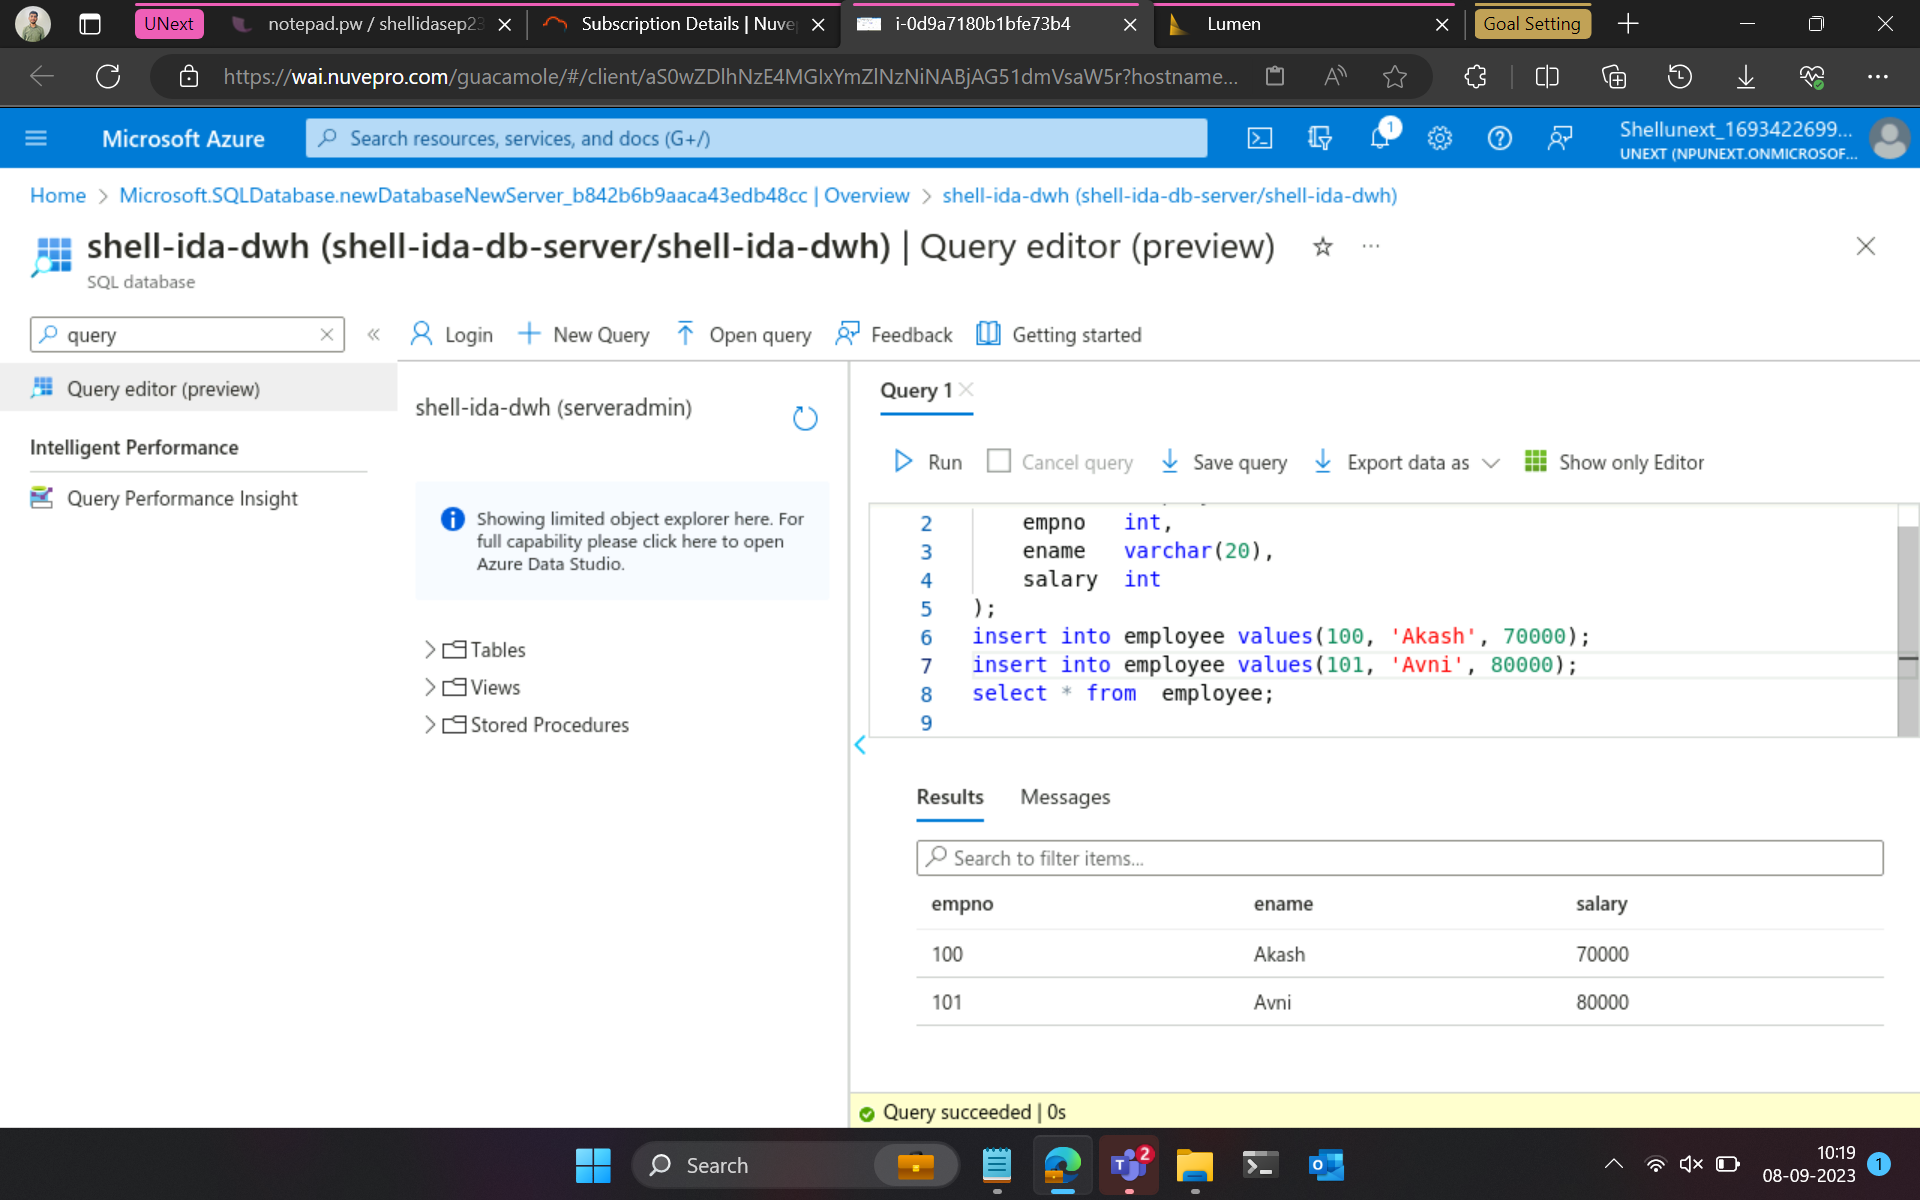 UNext
notepad.pw / shellidasep23
Subscription Details | Nuvep
i-0d9a7180b1bfe73b4
Lumen
Goal Setting
https://wai.nuvepro.com/guacamole/#/client/aS0wZDlhNzE4MGIxYmZlNzNiNABjAG51dmVsaW5r?hostname...
Microsoft Azure
Search resources, services, and docs (G+/)
1
Shellunext_1693422699...
UNEXT (NPUNEXT.ONMICROSOF...
Home > Microsoft.SQLDatabase.newDatabaseNewServer_b842b6b9aaca43edb48cc | Overview > shell-ida-dwh (shell-ida-db-server/shell-ida-dwh)
shell-ida-dwh (shell-ida-db-server/shell-ida-dwh) | Query editor (preview)
SQL database
query
Login
New Query
Open query
Feedback
Getting started
Query editor (preview)
Intelligent Performance
Query Performance Insight
shell-ida-dwh (serveradmin)
Showing limited object explorer here. For
full capability please click here to open
Azure Data Studio.
Tables
Views
Stored Procedures
Query 1
Run
Cancel query
Save query
Export data as
Show only Editor
2 empno int,
3 ename varchar(20),
4 salary int
5 );
6 insert into employee values(100, 'Akash', 70000);
7 insert into employee values(101, 'Avni', 80000);
8 select * from employee;
9
Results Messages
Search to filter items...
empno ename salary
100 Akash 70000
101 Avni 80000
Query succeeded | 0s
Search
2
10:19
08-09-2023
1